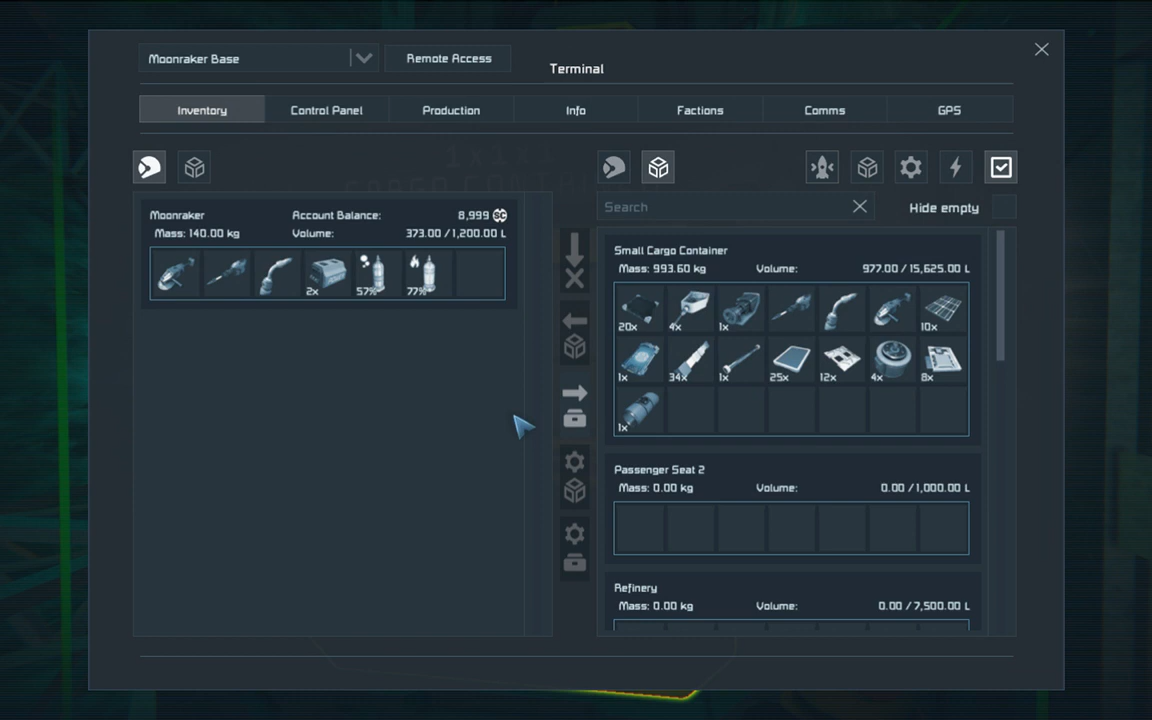 Moonraker Base
Remote Access
Terminal
Inventory
Control Panel
Production
Info
Factions
Comms
GPS
Search
Hide empty
Moonraker Account Balance: 8,999 SC
Mass: 140.00 kg Volume: 373.00 / 1,200.00 L
2x 57% 77%
Small Cargo Container
Mass: 993.60 kg Volume: 977.00 / 15,625.00 L
20x 4x 1x 10x
1x 34x 1x 25x 12x 4x 8x
1x
Passenger Seat 2
Mass: 0.00 kg Volume: 0.00 / 1,000.00 L
Refinery
Mass: 0.00 kg Volume: 0.00 / 7,500.00 L